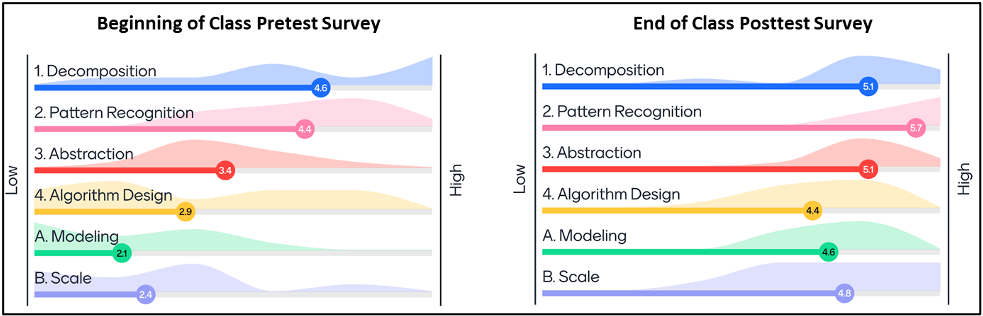 Beginning of Class Pretest Survey
Low
High
1. Decomposition
4.6
2. Pattern Recognition
4.4
3. Abstraction
3.4
4. Algorithm Design
2.9
A. Modeling
2.1
B. Scale
2.4
End of Class Posttest Survey
Low
High
1. Decomposition
5.1
2. Pattern Recognition
5.7
3. Abstraction
5.1
4. Algorithm Design
4.4
A. Modeling
4.6
B. Scale
4.8